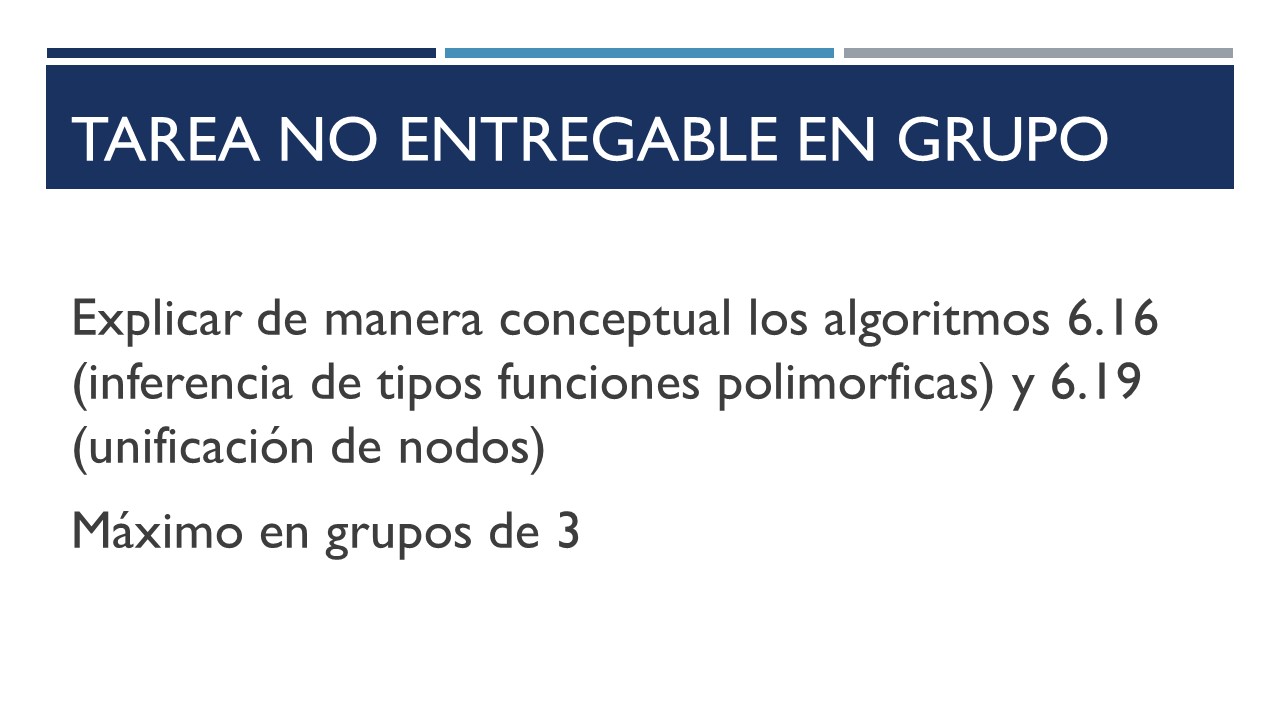 TAREA NO ENTREGABLE EN GRUPO
Explicar de manera conceptual los algoritmos 6.16
(inferencia de tipos funciones polimorficas) y 6.19
(unificación de nodos)
Máximo en grupos de 3